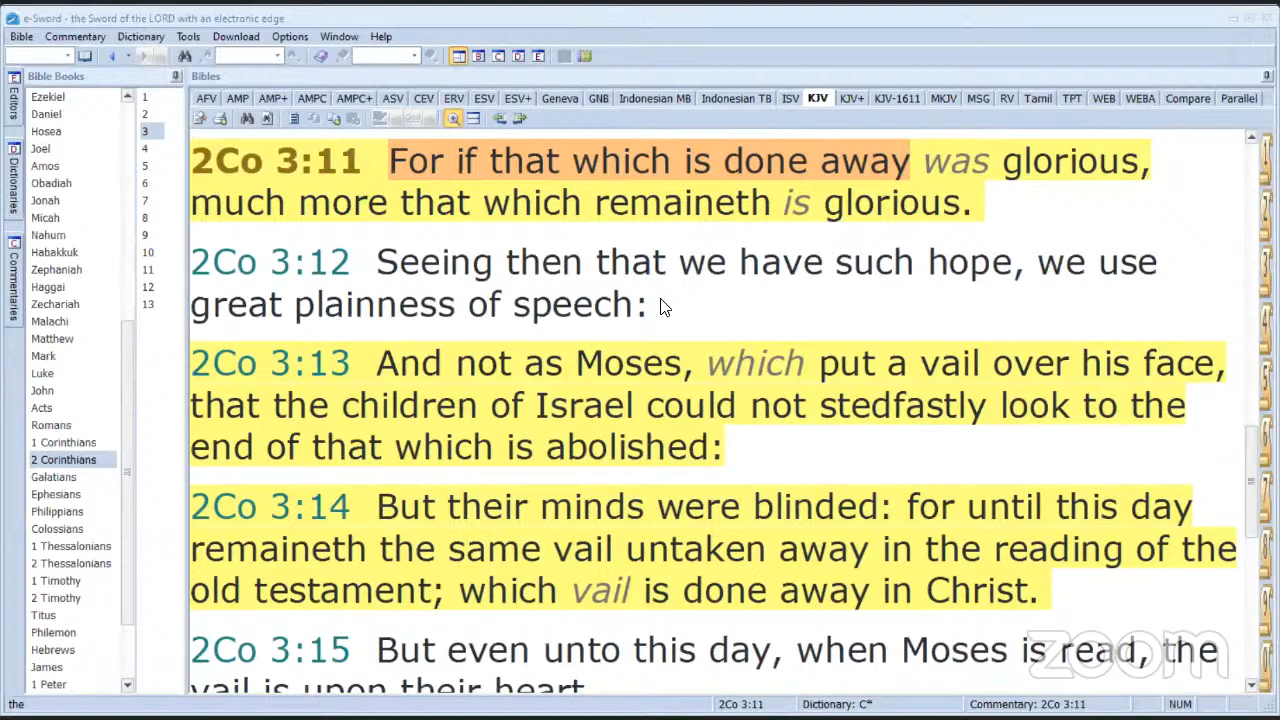 e-Sword - the Sword of the LORD with an electronic edge
Bible Commentary Dictionary Tools Download Options Window Help
B C D E
Bible Books
Bibles
Editors
Dictionaries
Commentaries
Ezekiel
Daniel
Hosea
Joel
Amos
Obadiah
Jonah
Micah
Nahum
Habakkuk
Zephaniah
Haggai
Zechariah
Malachi
Matthew
Mark
Luke
John
Acts
Romans
1 Corinthians
2 Corinthians
Galatians
Ephesians
Philippians
Colossians
1 Thessalonians
2 Thessalonians
1 Timothy
2 Timothy
Titus
Philemon
Hebrews
James
1 Peter
1
2
3
4
5
6
7
8
9
10
11
12
13
AFV AMP AMP+ AMPC AMPC+ ASV CEV ERV ESV ESV+ Geneva GNB Indonesian MB Indonesian TB ISV KJV KJV+ KJV-1611 MKJV MSG RV Tamil TPT WEB WEBA Compare Parallel
2Co 3:11 For if that which is done away was glorious,
much more that which remaineth is glorious.
2Co 3:12 Seeing then that we have such hope, we use
great plainness of speech:
2Co 3:13 And not as Moses, which put a vail over his face,
that the children of Israel could not stedfastly look to the
end of that which is abolished:
2Co 3:14 But their minds were blinded: for until this day
remaineth the same vail untaken away in the reading of the
old testament; which vail is done away in Christ.
2Co 3:15 But even unto this day, when Moses is read, the
vail is upon their heart.
zoom
the
2Co 3:11
Dictionary: C*
Commentary: 2Co 3:11
NUM